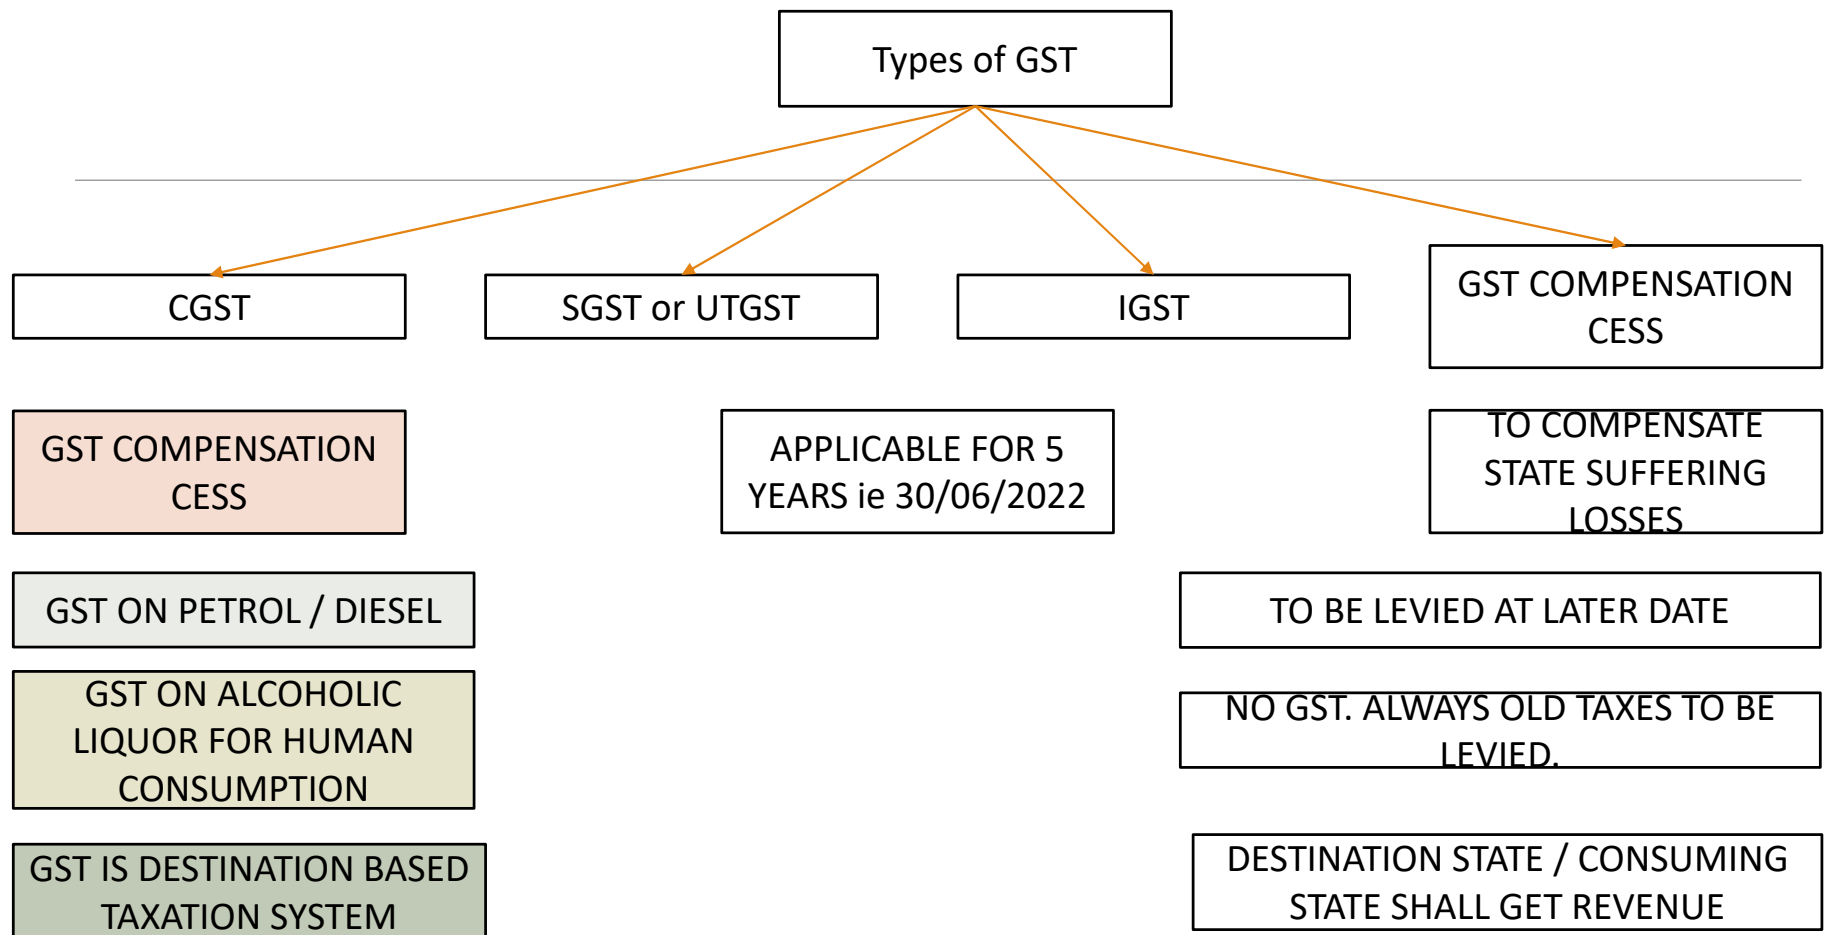 Types of GST
CGST
SGST or UTGST
IGST
GST COMPENSATION
CESS
GST COMPENSATION
CESS
APPLICABLE FOR 5
YEARS ie 30/06/2022
TO COMPENSATE
STATE SUFFERING
LOSSES
GST ON PETROL / DIESEL
TO BE LEVIED AT LATER DATE
GST ON ALCOHOLIC
LIQUOR FOR HUMAN
CONSUMPTION
NO GST. ALWAYS OLD TAXES TO BE
LEVIED.
GST IS DESTINATION BASED
TAXATION SYSTEM
DESTINATION STATE / CONSUMING
STATE SHALL GET REVENUE